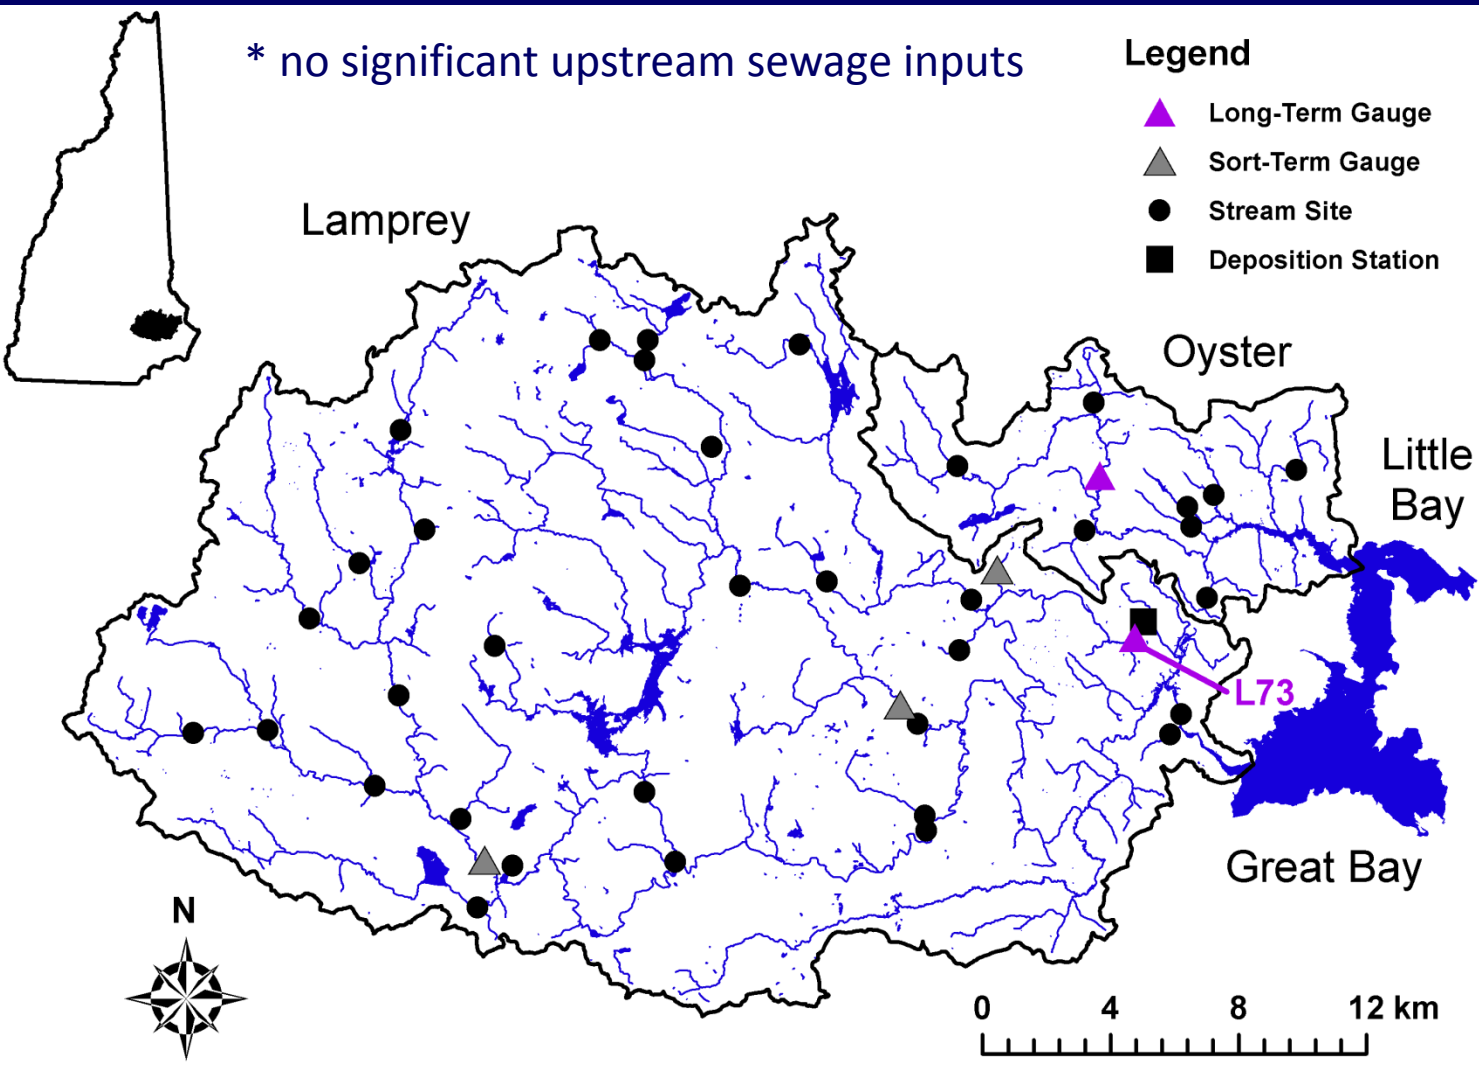 * no significant upstream sewage inputs
Legend
Long-Term Gauge
Sort-Term Gauge
Stream Site
Deposition Station
Lamprey
Oyster
Little
Bay
L73
Great Bay
N
0 4 8 12 km